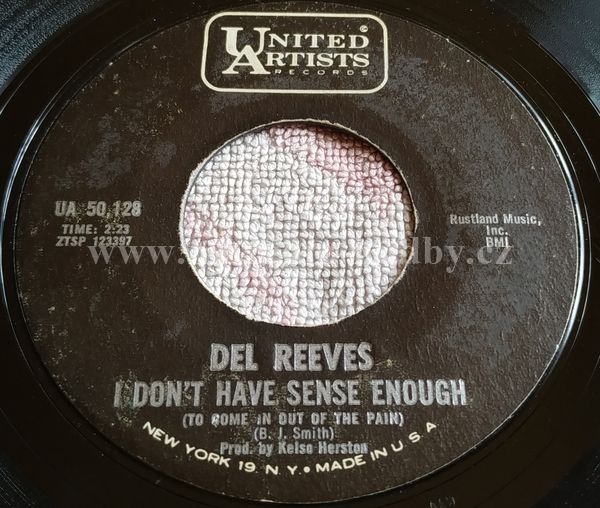 UNITED
ARTISTS
RECORDS
UA 50,128
TIME: 2:23
ZTSP 123397
Rustland Music,
Inc.
BMI
DEL REEVES
I DON'T HAVE SENSE ENOUGH
(TO COME IN OUT OF THE PAIN)
(B. J. Smith)
Prod. by Kelso Herston
NEW YORK 19, N.Y. • MADE IN U.S.A